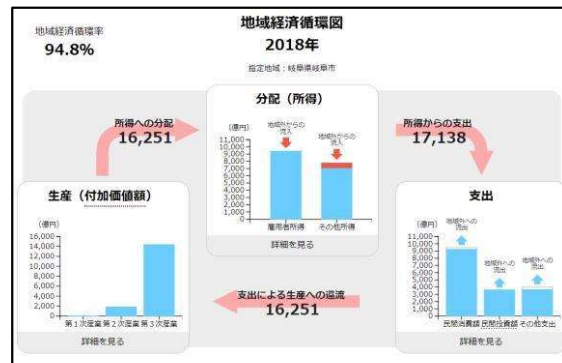 地域経済循環率
94.8%
地域経済循環図
2018年
指定地域：岐阜県岐阜市
所得への分配
16,251
分配（所得）
(億円)
地域外からの
流入
地域外からの
流入
11,000
10,000
9,000
8,000
7,000
6,000
5,000
4,000
3,000
2,000
1,000
0
雇用者所得
その他所得
詳細を見る
所得からの支出
17,138
生産（付加価値額）
(億円)
16,000
14,000
12,000
10,000
8,000
6,000
4,000
2,000
0
第１次産業
第２次産業
第３次産業
詳細を見る
支出による生産への還流
16,251
支出
(億円)
地域外への
流出
地域外への
流出
地域外への
流出
11,000
10,000
9,000
8,000
7,000
6,000
5,000
4,000
3,000
2,000
1,000
0
民間消費額
民間投資額
その他支出
詳細を見る